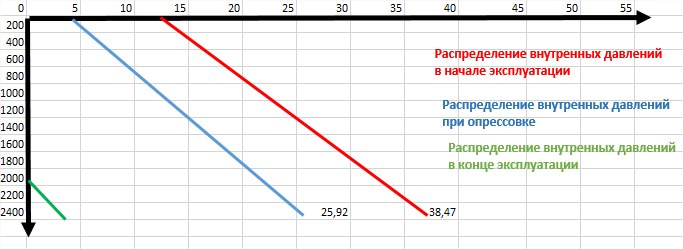 0 5 10 15 20 25 30 35 40 45 50 55
200
400
600
800
1000
1200
1400
1600
1800
2000
2200
2400
Распределение внутренних давлений
в начале эксплуатации
Распределение внутренних давлений
при опрессовке
Распределение внутренних давлений
в конце эксплуатации
25,92 38,47